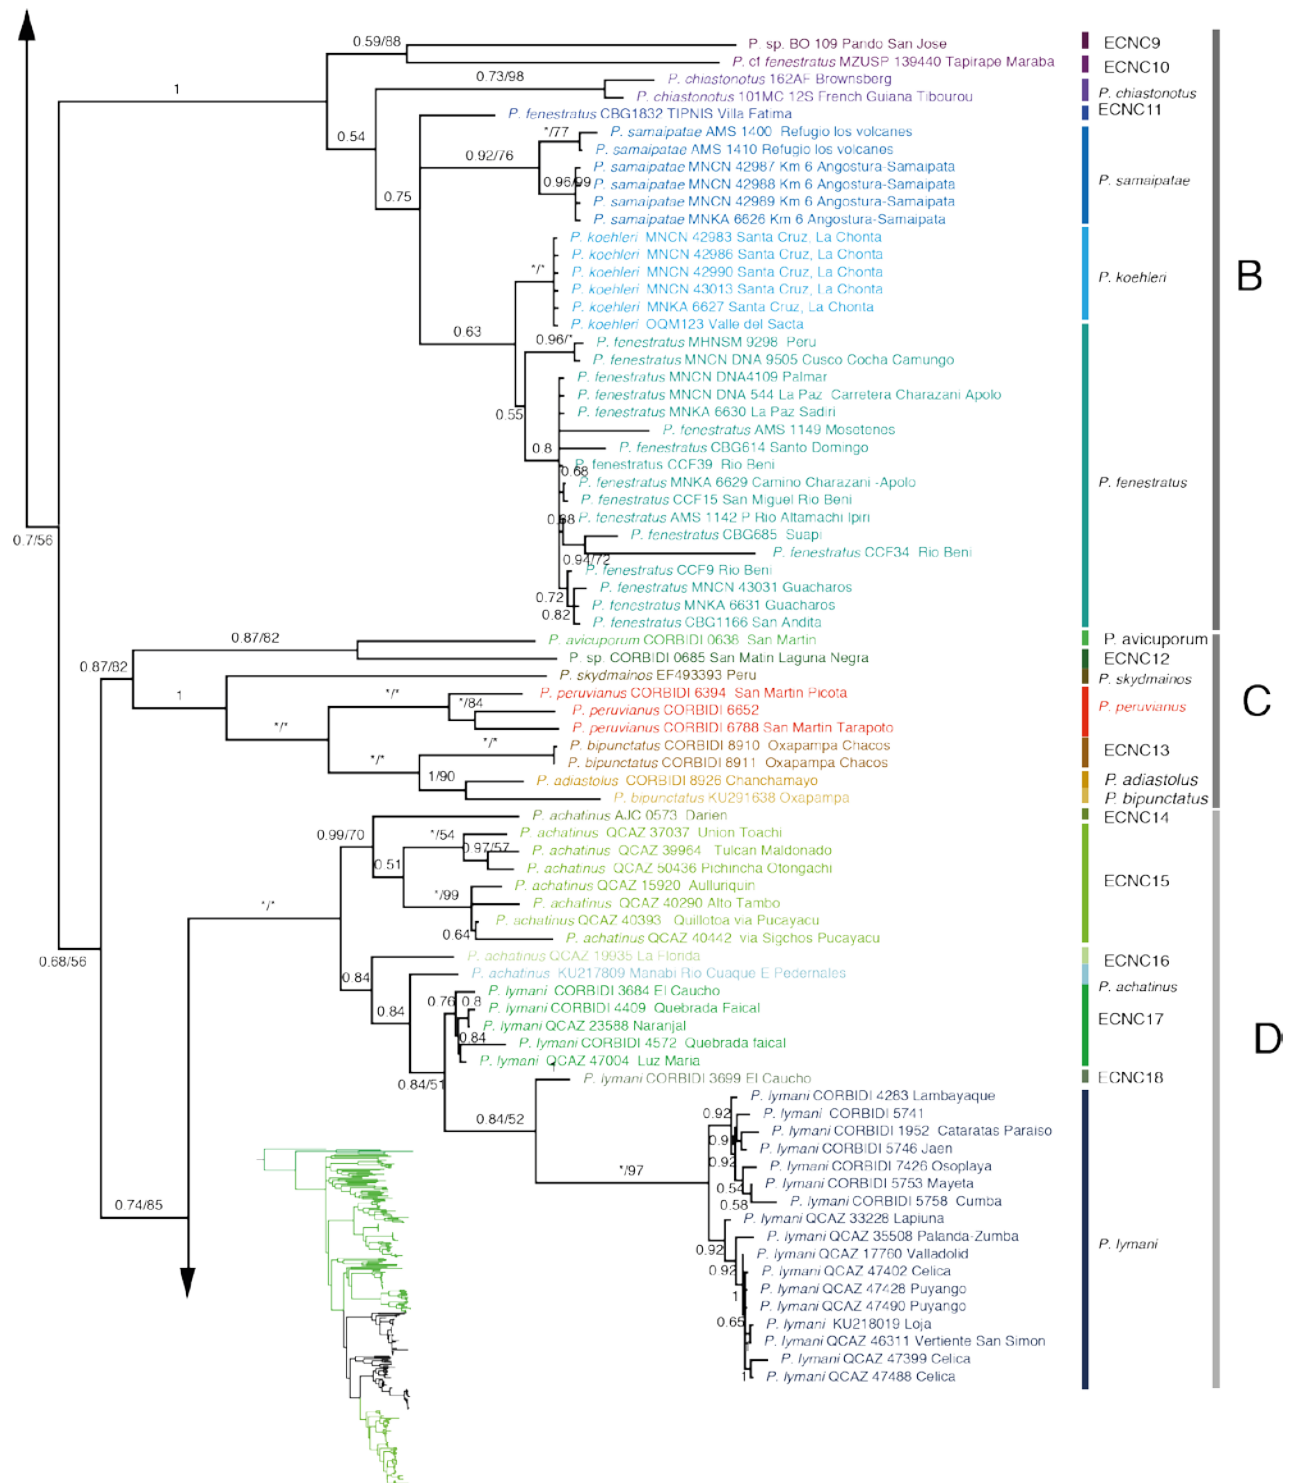 0.59/88
P. sp. BO 109 Pando San Jose
ECNC9
P. cf fenestratus MZUSP 139440 Tapirape Maraba
ECNC10
1
0.73/98
P. chiastonotus 162AF Brownsberg
P. chiastonotus 101MC 12S French Guiana Tibourou
P. chiastonotus
0.54
P. fenestratus CBG1832 TIPNIS Villa Fatima
ECNC11
*/77
P. samaipatae AMS 1400 Refugio los volcanes
P. samaipatae AMS 1410 Refugio los volcanes
0.92/76
P. samaipatae MNCN 42987 Km 6 Angostura-Samaipata
0.96/99
P. samaipatae MNCN 42988 Km 6 Angostura-Samaipata
P. samaipatae
0.75
P. samaipatae MNCN 42989 Km 6 Angostura-Samaipata
P. samaipatae MNKA 6626 Km 6 Angostura-Samaipata
P. koehleri MNCN 42983 Santa Cruz, La Chonta
P. koehleri MNCN 42986 Santa Cruz, La Chonta
*/*
P. koehleri MNCN 42990 Santa Cruz, La Chonta
P. koehleri
B
P. koehleri MNCN 43013 Santa Cruz, La Chonta
P. koehleri MNKA 6627 Santa Cruz, La Chonta
P. koehleri OQM123 Valle del Sacta
0.63
0.96/*
P. fenestratus MHNSM 9298 Peru
P. fenestratus MNCN DNA 9505 Cusco Cocha Camungo
P. fenestratus MNCN DNA4109 Palmar
P. fenestratus MNCN DNA 544 La Paz Carretera Charazani Apolo
0.55
P. fenestratus MNKA 6630 La Paz Sadiri
P. fenestratus AMS 1149 Mosetenes
0.8
P. fenestratus CBG614 Santo Domingo
P. fenestratus CCF39 Rio Beni
0.68
P. fenestratus MNKA 6629 Camino Charazani -Apolo
P. fenestratus
P. fenestratus CCF15 San Miguel Rio Beni
P. fenestratus AMS 1142 P Rio Altamachi Ipiri
P. fenestratus CBG685 Suapi
0.7/56
P. fenestratus CCF34 Rio Beni
0.94/72
P. fenestratus CCF9 Rio Beni
P. fenestratus MNCN 43031 Guacharos
0.72
P. fenestratus MNKA 6631 Guacharos
0.82
P. fenestratus CBG1166 San Andita
0.87/82
P. avicuporum CORBIDI 0638 San Martin
P. avicuporum
P. sp. CORBIDI 0685 San Matin Laguna Negra
ECNC12
0.87/82
P. skydmainos EF493393 Peru
P. skydmainos
1
*/*
P. peruvianus CORBIDI 6394 San Martin Picota
*/84
P. peruvianus CORBIDI 6652
P. peruvianus
C
*/*
P. peruvianus CORBIDI 6788 San Martin Tarapoto
*/*
P. bipunctatus CORBIDI 8910 Oxapampa Chacos
ECNC13
*/*
P. bipunctatus CORBIDI 8911 Oxapampa Chacos
1/90
P. adiastolus CORBIDI 8926 Chanchamayo
P. adiastolus
P. bipunctatus KU291638 Oxapampa
P. bipunctatus
P. achatinus AJC 0573 Darien
ECNC14
0.99/70
*/54
P. achatinus QCAZ 37037 Union Toachi
0.97/57
P. achatinus QCAZ 39964 Tulcan Maldonado
0.51
P. achatinus QCAZ 50436 Pichincha Otongachi
ECNC15
*/99
P. achatinus QCAZ 15920 Aulluriquin
*/*
P. achatinus QCAZ 40290 Alto Tambo
P. achatinus QCAZ 40393 Quillotoa via Pucayacu
0.64
P. achatinus QCAZ 40442 via Sigchos Pucayacu
0.68/56
P. achatinus QCAZ 19935 La Florida
ECNC16
0.84
P. achatinus KU217809 Manabi Rio Cuaque E Pedernales
P. achatinus
P. lymani CORBIDI 3684 El Caucho
0.76
0.8
0.84
P. lymani CORBIDI 4409 Quebrada Faical
ECNC17
P. lymani QCAZ 23588 Naranjal
0.84
P. lymani CORBIDI 4572 Quebrada faical
D
P. lymani QCAZ 47004 Luz Maria
1
0.84/51
P. lymani CORBIDI 3699 El Caucho
ECNC18
P. lymani CORBIDI 4283 Lambayaque
0.92
P. lymani CORBIDI 5741
0.84/52
P. lymani CORBIDI 1952 Cataratas Paraiso
P. lymani CORBIDI 5746 Jaen
0.92
P. lymani CORBIDI 7426 Osoplaya
*/97
P. lymani CORBIDI 5753 Mayeta
0.54
P. lymani CORBIDI 5758 Cumba
0.58
0.74/85
P. lymani QCAZ 33228 Lapiuna
P. lymani QCAZ 35508 Palanda-Zumba
P. lymani
0.92
P. lymani QCAZ 17760 Valladolid
0.92
P. lymani QCAZ 47402 Celica
P. lymani QCAZ 47428 Puyango
1
P. lymani QCAZ 47490 Puyango
0.65
P. lymani KU218019 Loja
P. lymani QCAZ 46311 Vertiente San Simon
P. lymani QCAZ 47399 Celica
1
P. lymani QCAZ 47488 Celica